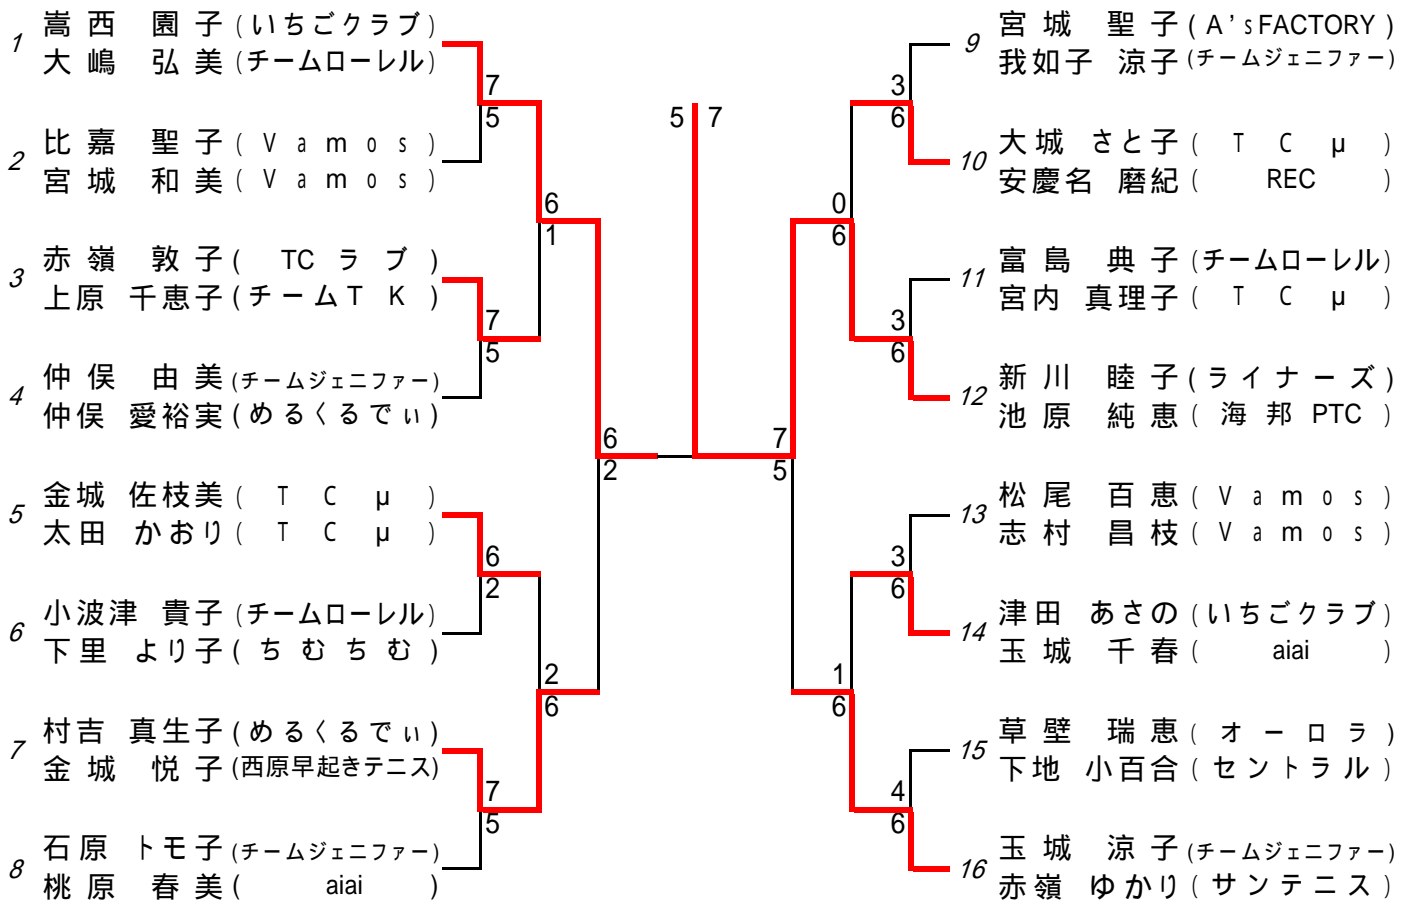 1
嵩西 園子(いちごクラブ)
大嶋 弘美(チームローレル)
2
比嘉 聖子(Vamos)
宮城 和美(Vamos)
3
赤嶺 敦子(TCラブ)
上原 千恵子(チームTK)
4
仲俣 由美(チームジェニファー)
仲俣 愛裕実(めるくるでぃ)
5
金城 佐枝美(TCμ)
太田 かおり(TCμ)
6
小波津 貴子(チームローレル)
下里 より子(ちむちむ)
7
村吉 真生子(めるくるでぃ)
金城 悦子(西原早起きテニス)
8
石原 トモ子(チームジェニファー)
桃原 春美(aiai)
7
5
7
5
6
2
7
5
6
1
2
6
6
2
5 7
7
5
0
6
1
6
3
6
3
6
3
6
4
6
9
宮城 聖子(A'sFACTORY)
我如子 涼子(チームジェニファー)
10
大城 さと子(TCμ)
安慶名 磨紀(REC)
11
富島 典子(チームローレル)
宮内 真理子(TCμ)
12
新川 睦子(ライナーズ)
池原 純恵(海邦PTC)
13
松尾 百恵(Vamos)
志村 昌枝(Vamos)
14
津田 あさの(いちごクラブ)
玉城 千春(aiai)
15
草壁 瑞恵(オーロラ)
下地 小百合(セントラル)
16
玉城 涼子(チームジェニファー)
赤嶺 ゆかり(サンテニス)